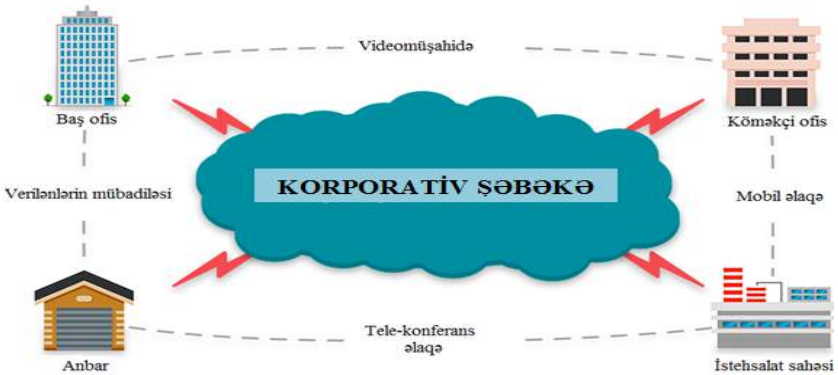 Videomüşahidə
Baş ofis
Köməkçi ofis
KORPORATİV ŞƏBƏKƏ
Verilənlərin mübadiləsi
Mobil əlaqə
Tele-konferans
əlaqə
Anbar
İstehsalat sahəsi